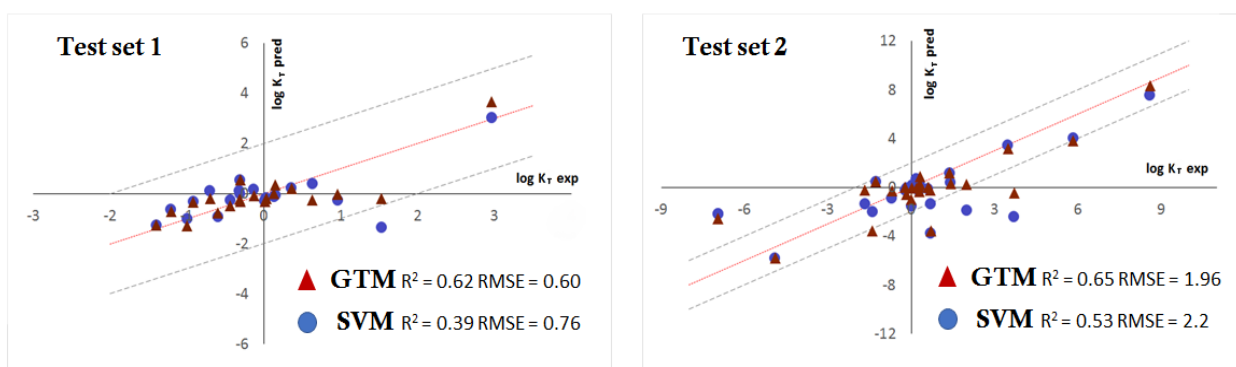 Test set 1
log K_T pred
6
4
2
0
-2
-4
-6
-3
-2
-1
0
1
2
3
log K_T exp
GTM R² = 0.62 RMSE = 0.60
SVM R² = 0.39 RMSE = 0.76
Test set 2
log K_T pred
12
8
4
0
-4
-8
-12
-9
-6
-3
0
3
6
9
log K_T exp
GTM R² = 0.65 RMSE = 1.96
SVM R² = 0.53 RMSE = 2.2